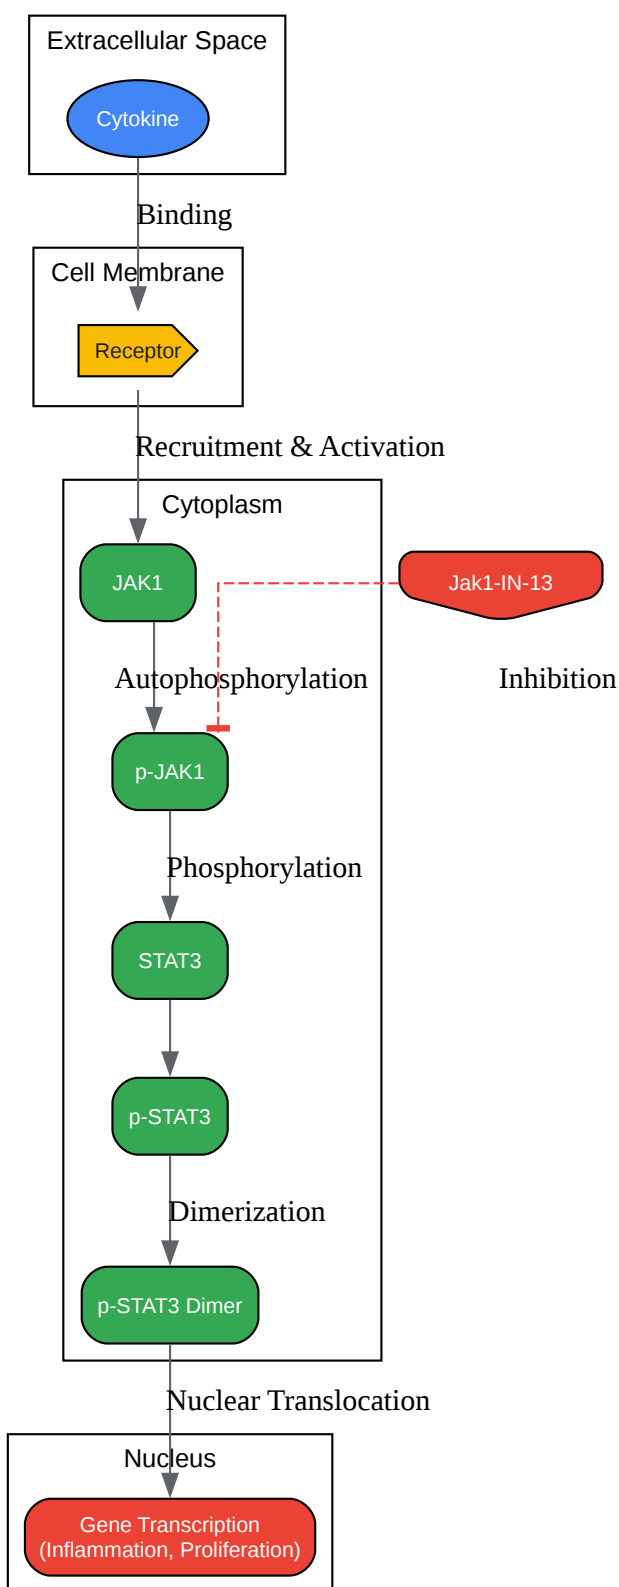 Extracellular Space
Cytokine
Binding
Cell Membrane
Receptor
Recruitment & Activation
Cytoplasm
JAK1
Jak1-IN-13
Autophosphorylation
Inhibition
p-JAK1
Phosphorylation
STAT3
p-STAT3
Dimerization
p-STAT3 Dimer
Nuclear Translocation
Nucleus
Gene Transcription
(Inflammation, Proliferation)